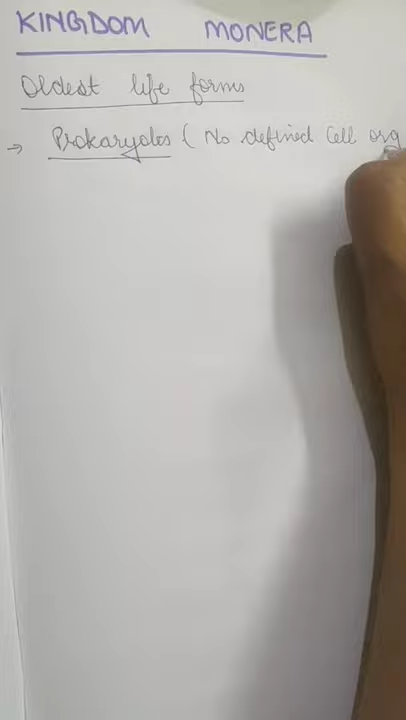 KINGDOM MONERA
Oldest life forms
→ Prokaryotes ( No defined Cell org